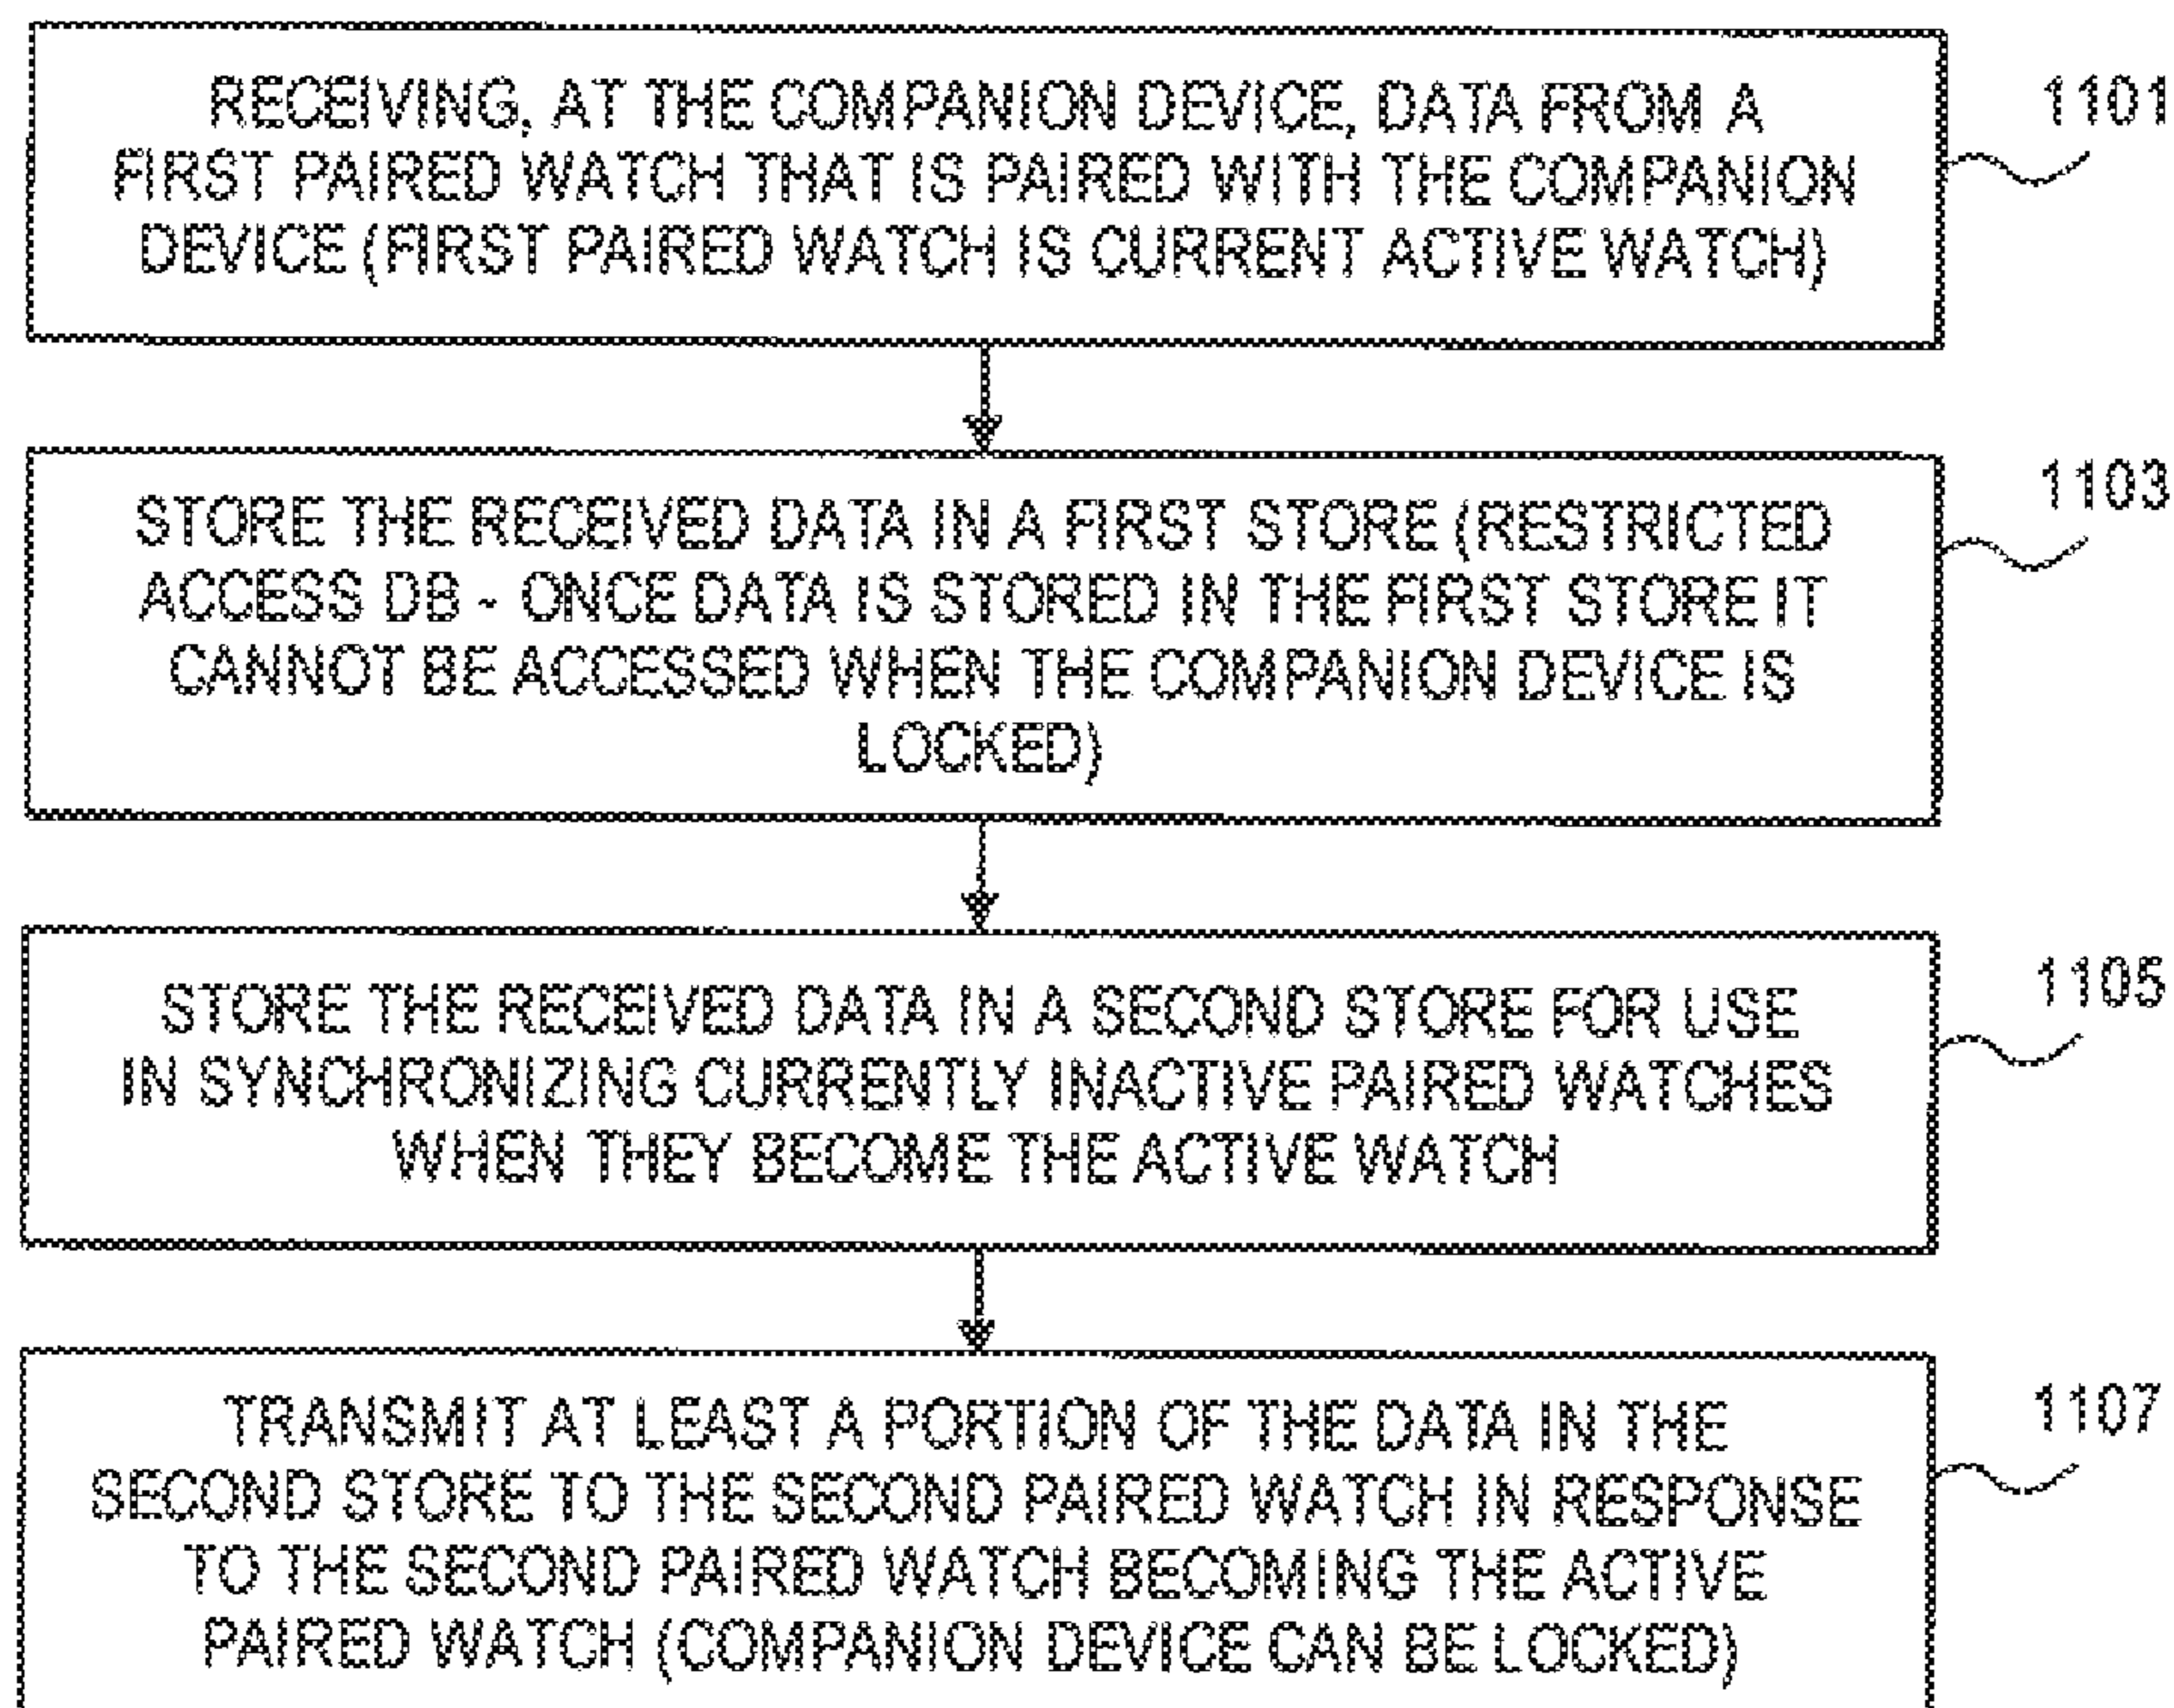 RECEIVING, AT THE COMPANION DEVICE, DATA FROM A
FIRST PAIRED WATCH THAT IS PAIRED WITH THE COMPANION
DEVICE (FIRST PAIRED WATCH IS CURRENT ACTIVE WATCH)
1101
STORE THE RECEIVED DATA IN A FIRST STORE (RESTRICTED
ACCESS DB - ONCE DATA IS STORED IN THE FIRST STORE IT
CANNOT BE ACCESSED WHEN THE COMPANION DEVICE IS
LOCKED)
1103
STORE THE RECEIVED DATA IN A SECOND STORE FOR USE
IN SYNCHRONIZING CURRENTLY INACTIVE PAIRED WATCHES
WHEN THEY BECOME THE ACTIVE WATCH
1105
TRANSMIT AT LEAST A PORTION OF THE DATA IN THE
SECOND STORE TO THE SECOND PAIRED WATCH IN RESPONSE
TO THE SECOND PAIRED WATCH BECOMING THE ACTIVE
PAIRED WATCH (COMPANION DEVICE CAN BE LOCKED)
1107